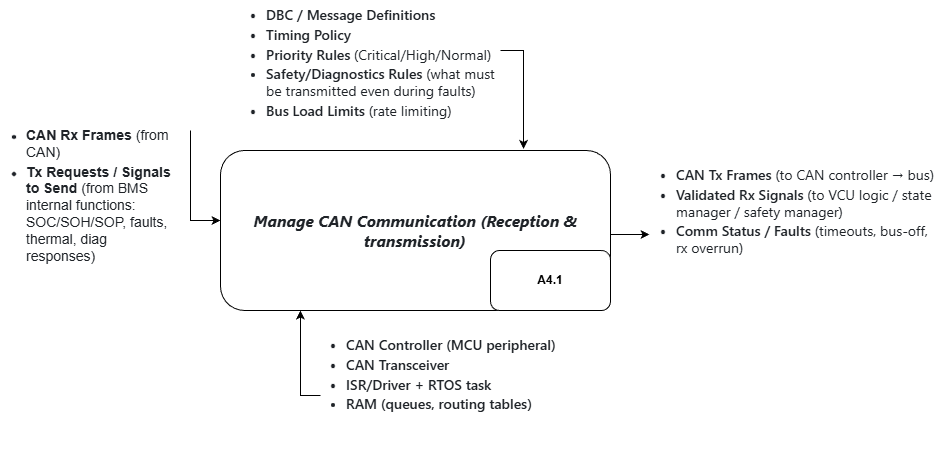 • DBC / Message Definitions
• Timing Policy
• Priority Rules (Critical/High/Normal)
• Safety/Diagnostics Rules (what must
be transmitted even during faults)
• Bus Load Limits (rate limiting)
• CAN Rx Frames (from
CAN)
• Tx Requests / Signals
to Send (from BMS
internal functions:
SOC/SOH/SOP, faults,
thermal, diag
responses)
Manage CAN Communication (Reception &
transmission)
A4.1
• CAN Tx Frames (to CAN controller → bus)
• Validated Rx Signals (to VCU logic / state
manager / safety manager)
• Comm Status / Faults (timeouts, bus-off,
rx overrun)
• CAN Controller (MCU peripheral)
• CAN Transceiver
• ISR/Driver + RTOS task
• RAM (queues, routing tables)